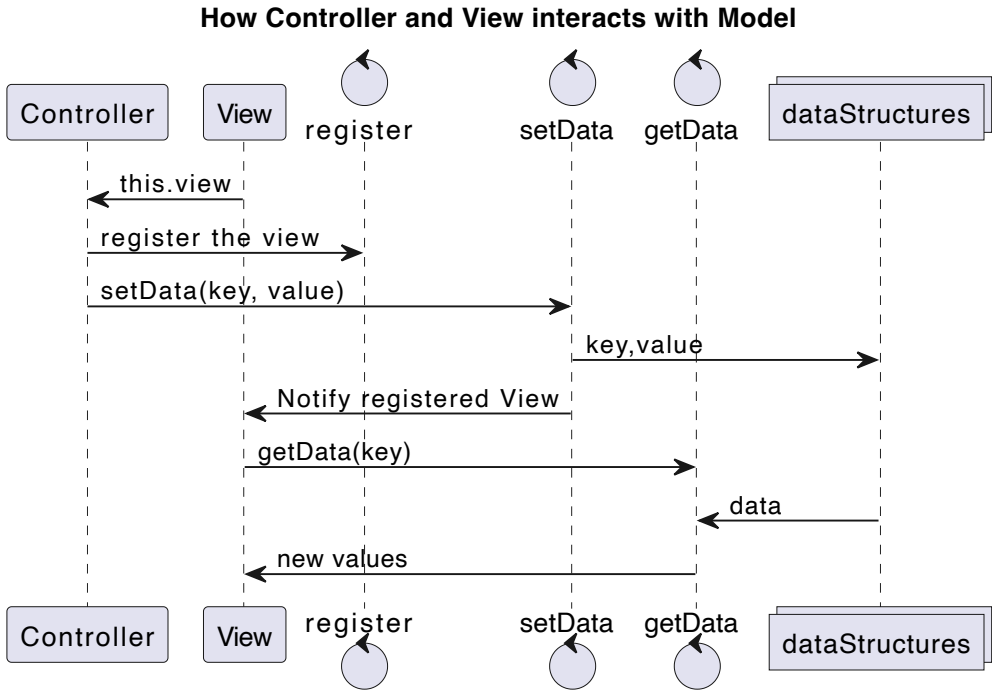 How Controller and View interacts with Model
Controller
View
register
setData
getData
dataStructures
this.view
register the view
setData(key, value)
key,value
Notify registered View
getData(key)
data
new values
Controller
View
register
setData
getData
dataStructures